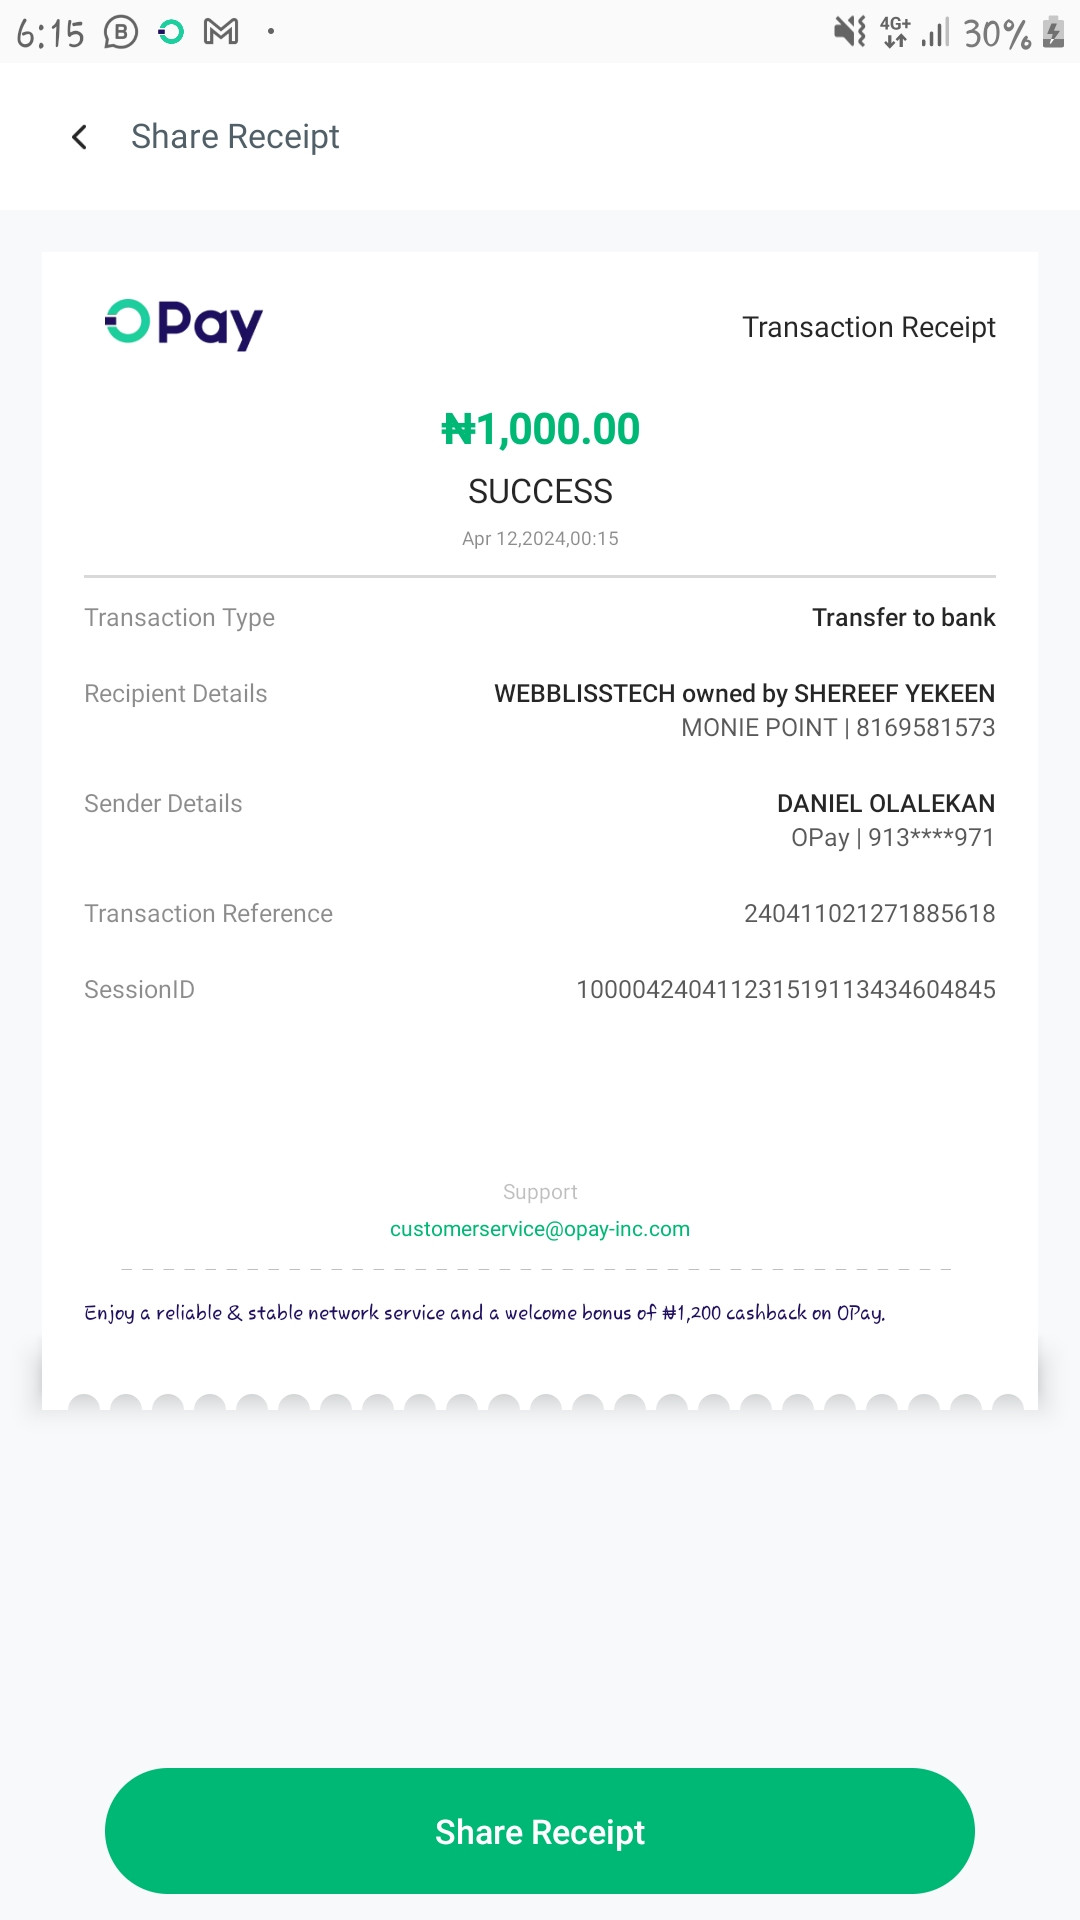 6:15 4G+ 30%
Share Receipt
OPay Transaction Receipt
₦1,000.00
SUCCESS
Apr 12,2024,00:15
Transaction Type Transfer to bank
Recipient Details WEBBLISSTECH owned by SHEREEF YEKEEN
MONIE POINT | 8169581573
Sender Details DANIEL OLALEKAN
OPay | 913****971
Transaction Reference 240411021271885618
SessionID 100004240411231519113434604845
Support
customerservice@opay-inc.com
Enjoy a reliable & stable network service and a welcome bonus of ₦1,200 cashback on OPay.
Share Receipt